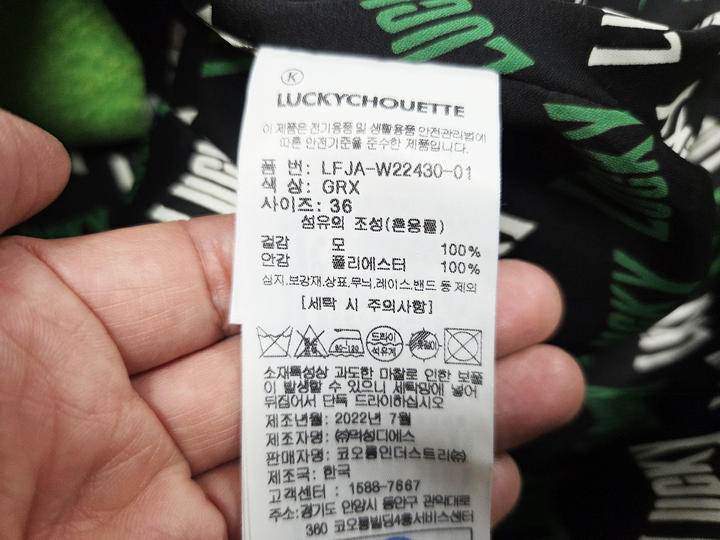 K
LUCKYCHOUETTE
이 제품은 전기용품 및 생활용품 안전관리법에
따른 안전기준을 준수한 제품입니다.
품 번: LFJA-W22430-01
색 상: GRX
사이즈: 36
섬유의 조성(혼용률)
겉감 모 100%
안감 폴리에스터 100%
심지,보강재,상표,무늬,레이스,밴드 등 제외
[세탁 시 주의사항]
80-120
드라이
석유계
소재특성상 과도한 마찰로 인한 보풀
이 발생할 수 있으니 세탁망에 넣어
뒤집어서 단독 드라이하십시오
제조년월: 2022년 7월
제조자명: ㈜덕성디에스
판매자명: 코오롱인더스트리㈜
제조국: 한국
고객센터 : 1588-7667
주소:경기도 안양시 동안구 관악대로
360 코오롱빌딩4층서비스센터
LUCKY
LUCKY
LUCKY
LUCKY